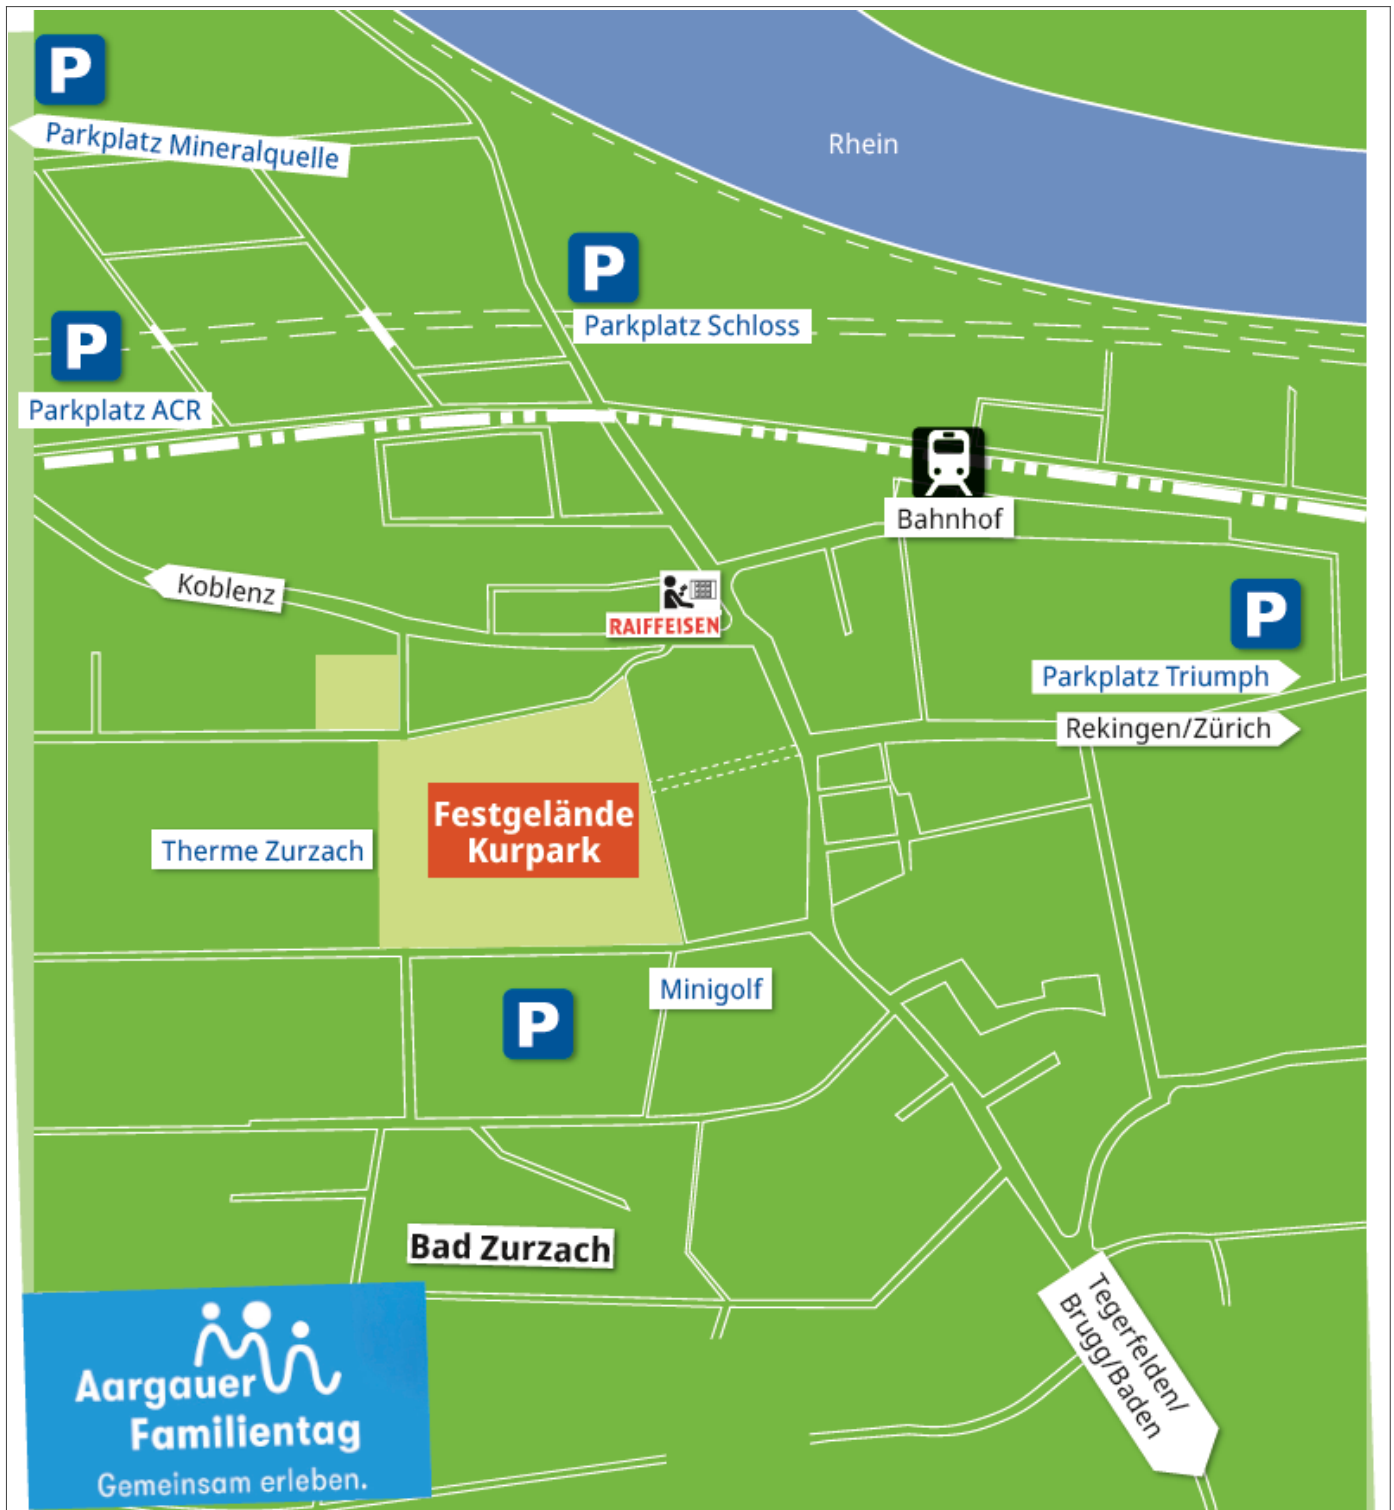 P
Parkplatz Mineralquelle
Rhein
P
Parkplatz Schloss
P
Parkplatz ACR
Bahnhof
Koblenz
RAIFFEISEN
P
Parkplatz Triumph
Rekingen/Zürich
Festgelände
Kurpark
Therme Zurzach
Minigolf
P
Bad Zurzach
Tegerfelden/
Brugg/Baden
Aargauer
Familientag
Gemeinsam erleben.